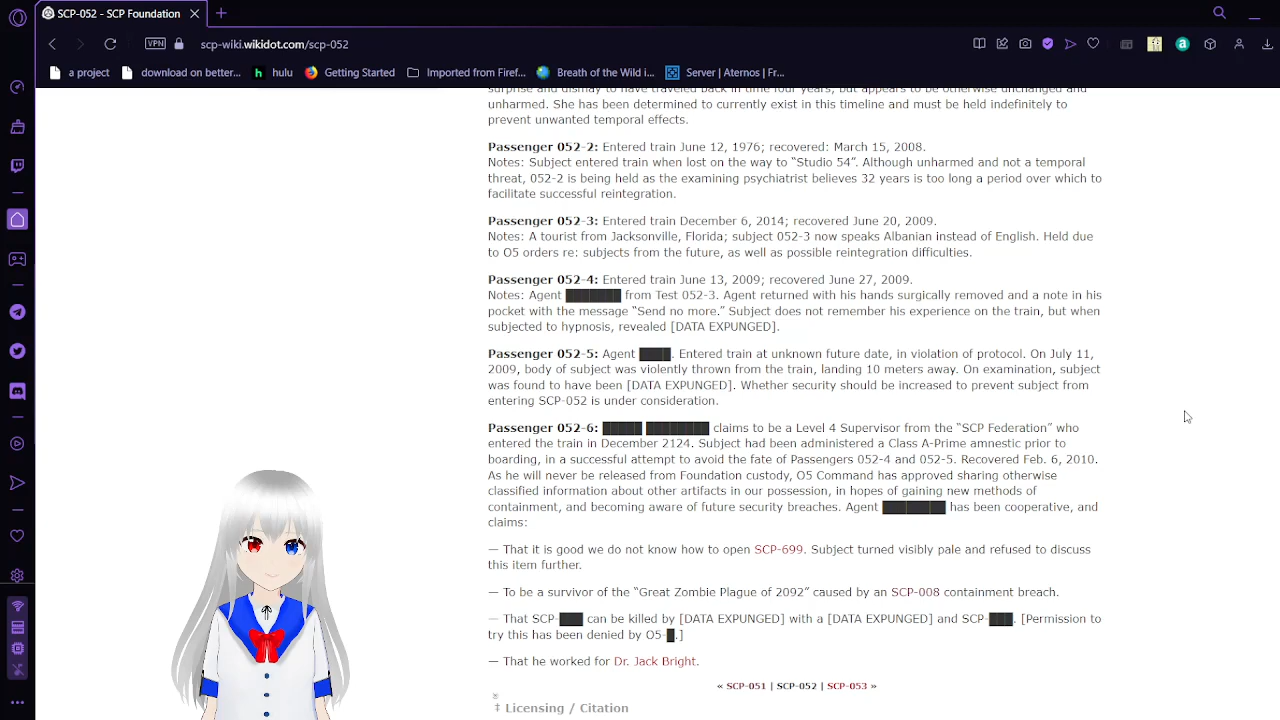 SCP-052 - SCP Foundation
VPN
scp-wiki.wikidot.com/scp-052
a project
download on better...
hulu
Getting Started
Imported from Firef...
Breath of the Wild i...
Server | Aternos | Fr...
surprise and dismay to have traveled back in time four years, but appears to be otherwise unchanged and
unharmed. She has been determined to currently exist in this timeline and must be held indefinitely to
prevent unwanted temporal effects.
Passenger 052-2: Entered train June 12, 1976; recovered: March 15, 2008.
Notes: Subject entered train when lost on the way to “Studio 54”. Although unharmed and not a temporal
threat, 052-2 is being held as the examining psychiatrist believes 32 years is too long a period over which to
facilitate successful reintegration.
Passenger 052-3: Entered train December 6, 2014; recovered June 20, 2009.
Notes: A tourist from Jacksonville, Florida; subject 052-3 now speaks Albanian instead of English. Held due
to O5 orders re: subjects from the future, as well as possible reintegration difficulties.
Passenger 052-4: Entered train June 13, 2009; recovered June 27, 2009.
Notes: Agent ███████ from Test 052-3. Agent returned with his hands surgically removed and a note in his
pocket with the message “Send no more.” Subject does not remember his experience on the train, but when
subjected to hypnosis, revealed [DATA EXPUNGED].
Passenger 052-5: Agent ████. Entered train at unknown future date, in violation of protocol. On July 11,
2009, body of subject was violently thrown from the train, landing 10 meters away. On examination, subject
was found to have been [DATA EXPUNGED]. Whether security should be increased to prevent subject from
entering SCP-052 is under consideration.
Passenger 052-6: █████ ████████ claims to be a Level 4 Supervisor from the “SCP Federation” who
entered the train in December 2124. Subject had been administered a Class A-Prime amnestic prior to
boarding, in a successful attempt to avoid the fate of Passengers 052-4 and 052-5. Recovered Feb. 6, 2010.
As he will never be released from Foundation custody, O5 Command has approved sharing otherwise
classified information about other artifacts in our possession, in hopes of gaining new methods of
containment, and becoming aware of future security breaches. Agent ████████ has been cooperative, and
claims:
— That it is good we do not know how to open SCP-699. Subject turned visibly pale and refused to discuss
this item further.
— To be a survivor of the “Great Zombie Plague of 2092” caused by an SCP-008 containment breach.
— That SCP-███ can be killed by [DATA EXPUNGED] with a [DATA EXPUNGED] and SCP-███. [Permission to
try this has been denied by O5-█.]
— That he worked for Dr. Jack Bright.
« SCP-051 | SCP-052 | SCP-053 »
‡ Licensing / Citation